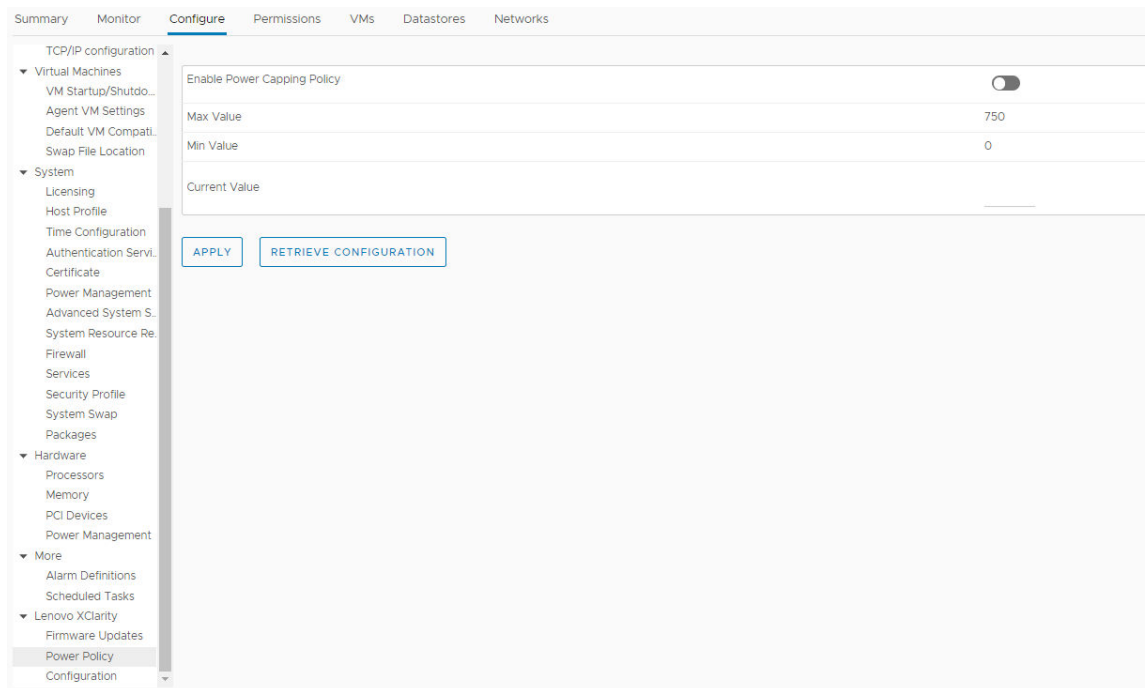 Summary Monitor Configure Permissions VMs Datastores Networks
TCP/IP configuration
Virtual Machines
VM Startup/Shutdo...
Agent VM Settings
Default VM Compati..
Swap File Location
System
Licensing
Host Profile
Time Configuration
Authentication Servi..
Certificate
Power Management
Advanced System S..
System Resource Re.
Firewall
Services
Security Profile
System Swap
Packages
Hardware
Processors
Memory
PCI Devices
Power Management
More
Alarm Definitions
Scheduled Tasks
Lenovo XClarity
Firmware Updates
Power Policy
Configuration
Enable Power Capping Policy
Max Value 750
Min Value 0
Current Value
APPLY RETRIEVE CONFIGURATION